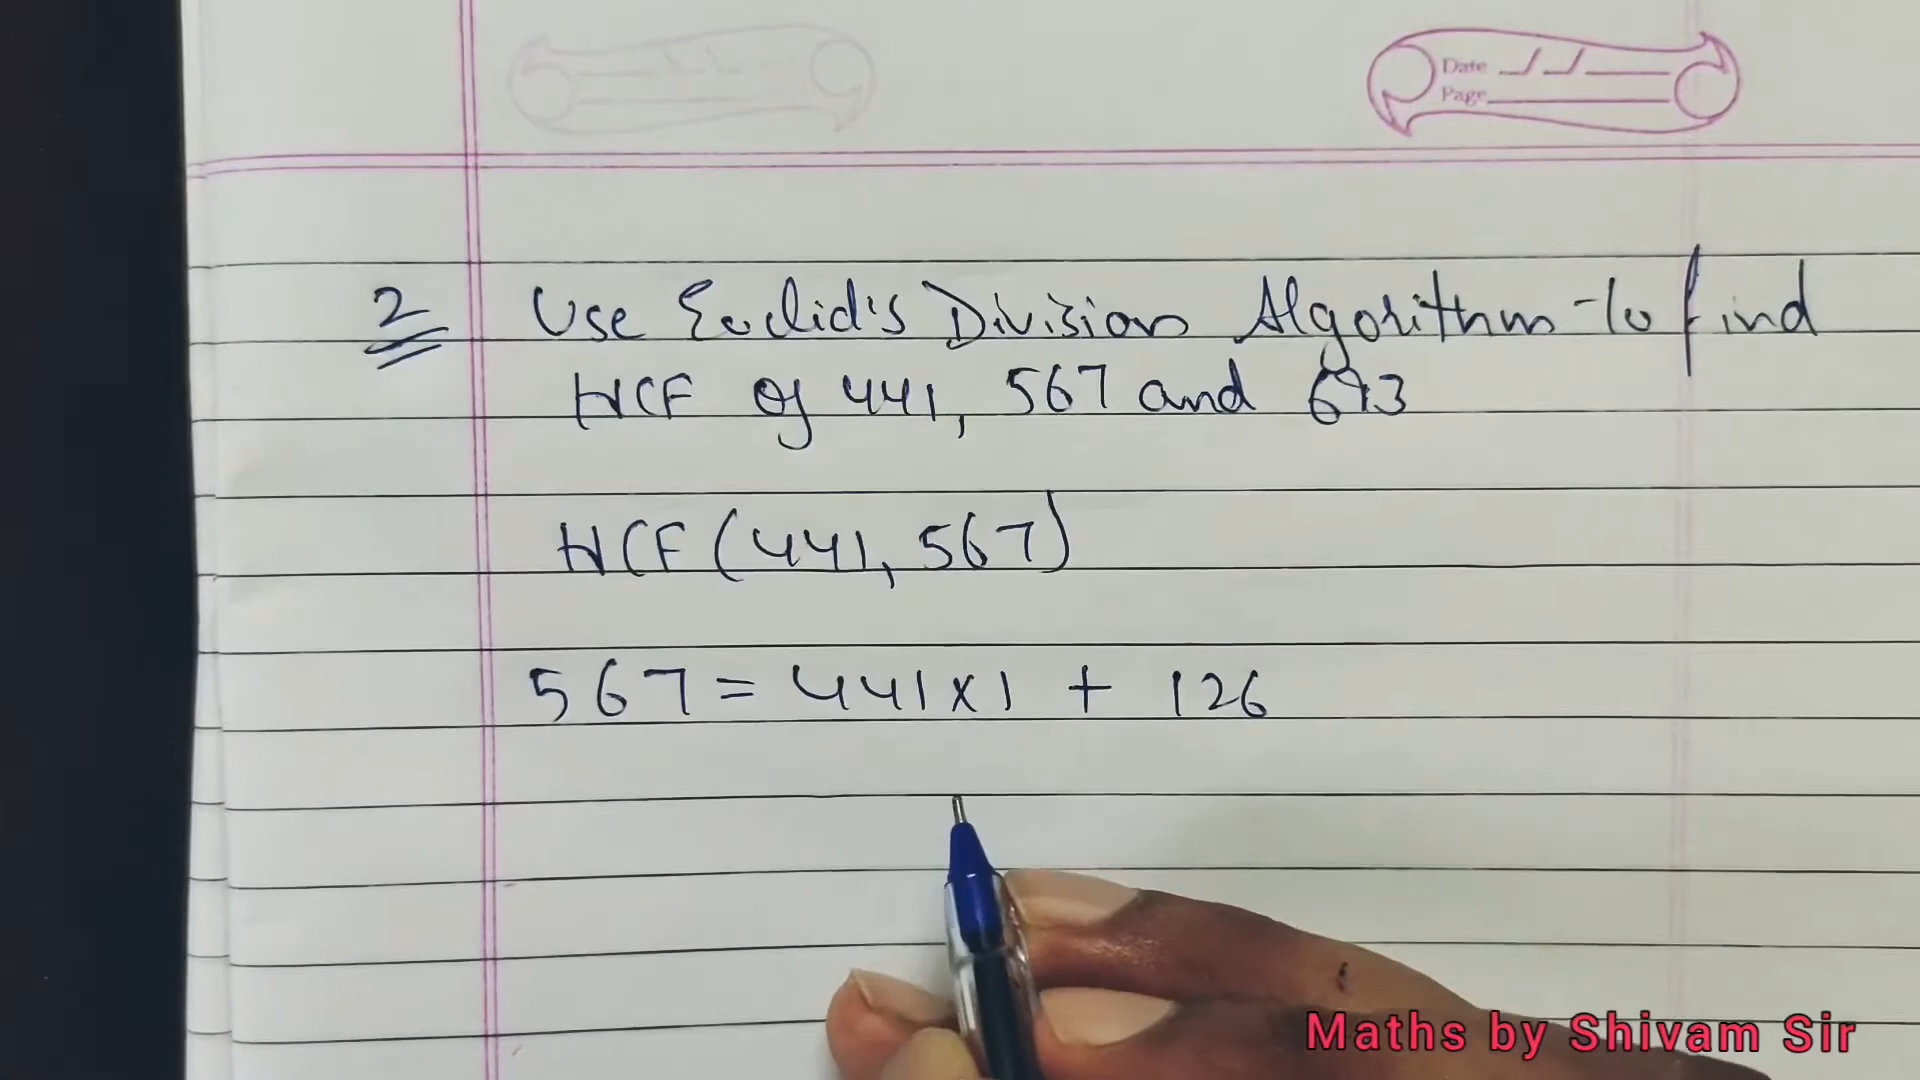 Date
Page
2 Use Euclid's Division Algorithm to find
HCF of 441, 567 and 693
HCF (441, 567)
567 = 441 x 1 + 126
Maths by Shivam Sir